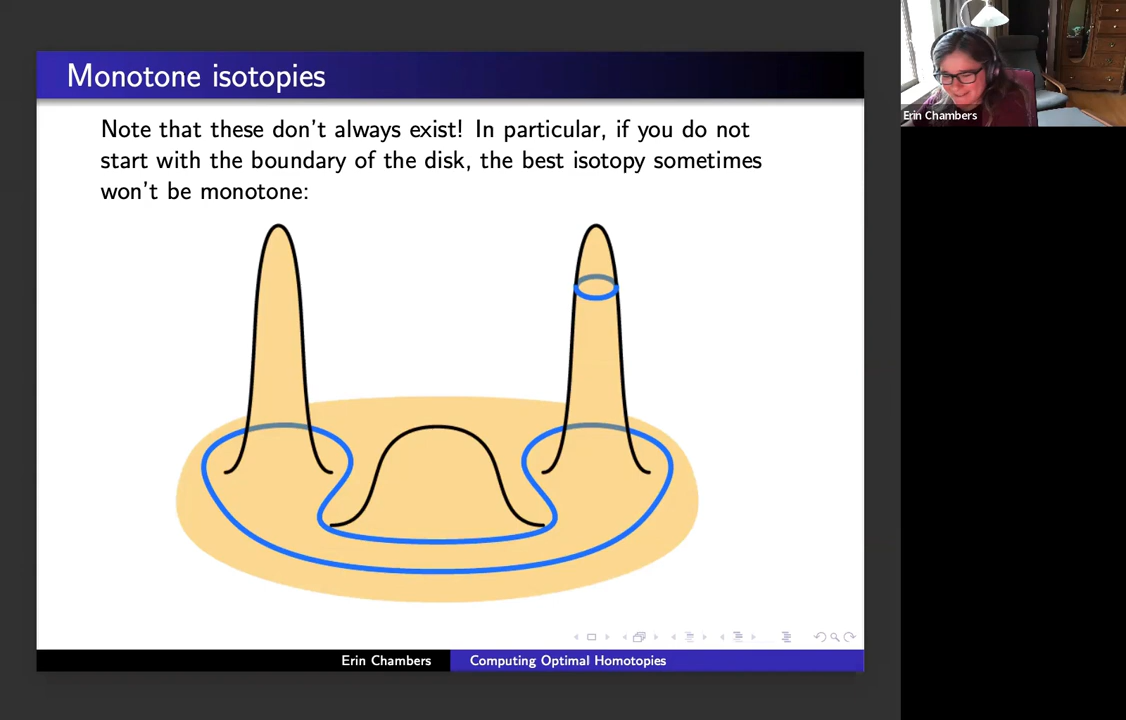 Monotone isotopies
Note that these don't always exist! In particular, if you do not
start with the boundary of the disk, the best isotopy sometimes
won't be monotone:
Erin Chambers
Erin Chambers
Computing Optimal Homotopies